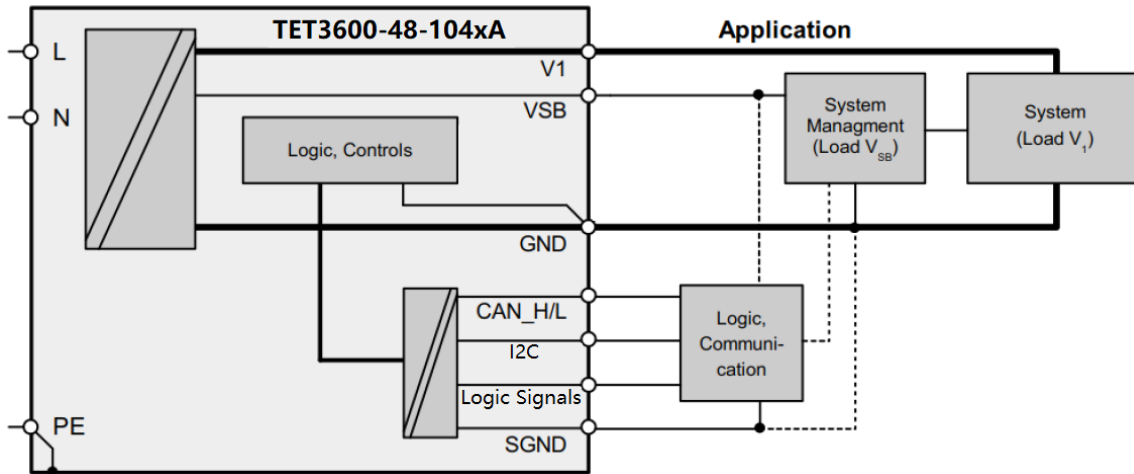 TET3600-48-104xA
Application
L
V1
N
VSB
Logic, Controls
System
Managment
(Load VSB)
System
(Load V1)
GND
CAN_H/L
I2C
Logic Signals
SGND
Logic,
Communi-
cation
PE